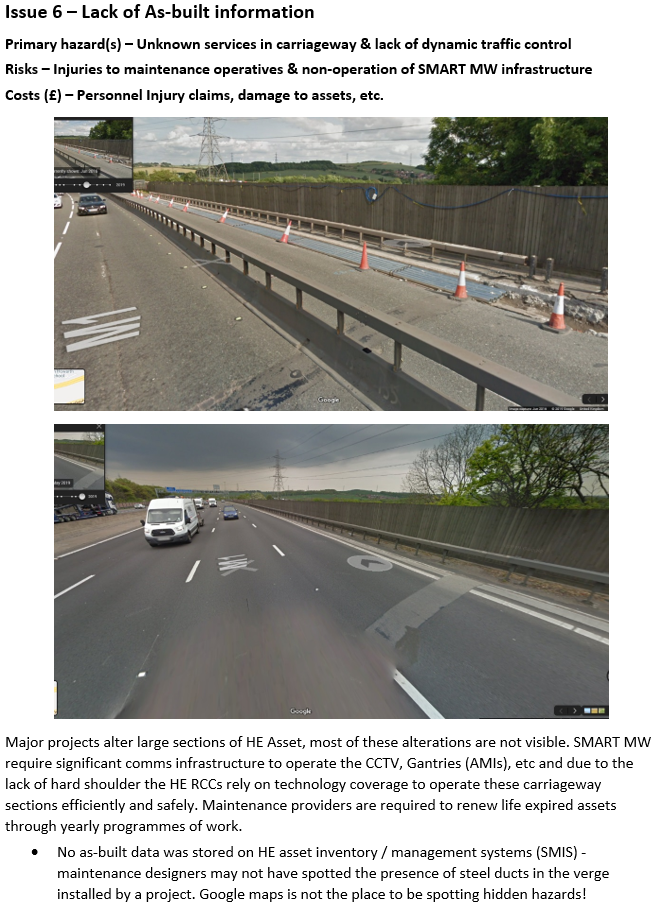 Issue 6 – Lack of As-built information
Primary hazard(s) – Unknown services in carriageway & lack of dynamic traffic control
Risks – Injuries to maintenance operatives & non-operation of SMART MW infrastructure
Costs (£) – Personnel Injury claims, damage to assets, etc.
2015
M1
Google
2019
M1
Google
Major projects alter large sections of HE Asset, most of these alterations are not visible. SMART MW
require significant comms infrastructure to operate the CCTV, Gantries (AMIs), etc and due to the
lack of hard shoulder the HE RCCs rely on technology coverage to operate these carriageway
sections efficiently and safely. Maintenance providers are required to renew life expired assets
through yearly programmes of work.
• No as-built data was stored on HE asset inventory / management systems (SMIS) -
maintenance designers may not have spotted the presence of steel ducts in the verge
installed by a project. Google maps is not the place to be spotting hidden hazards!